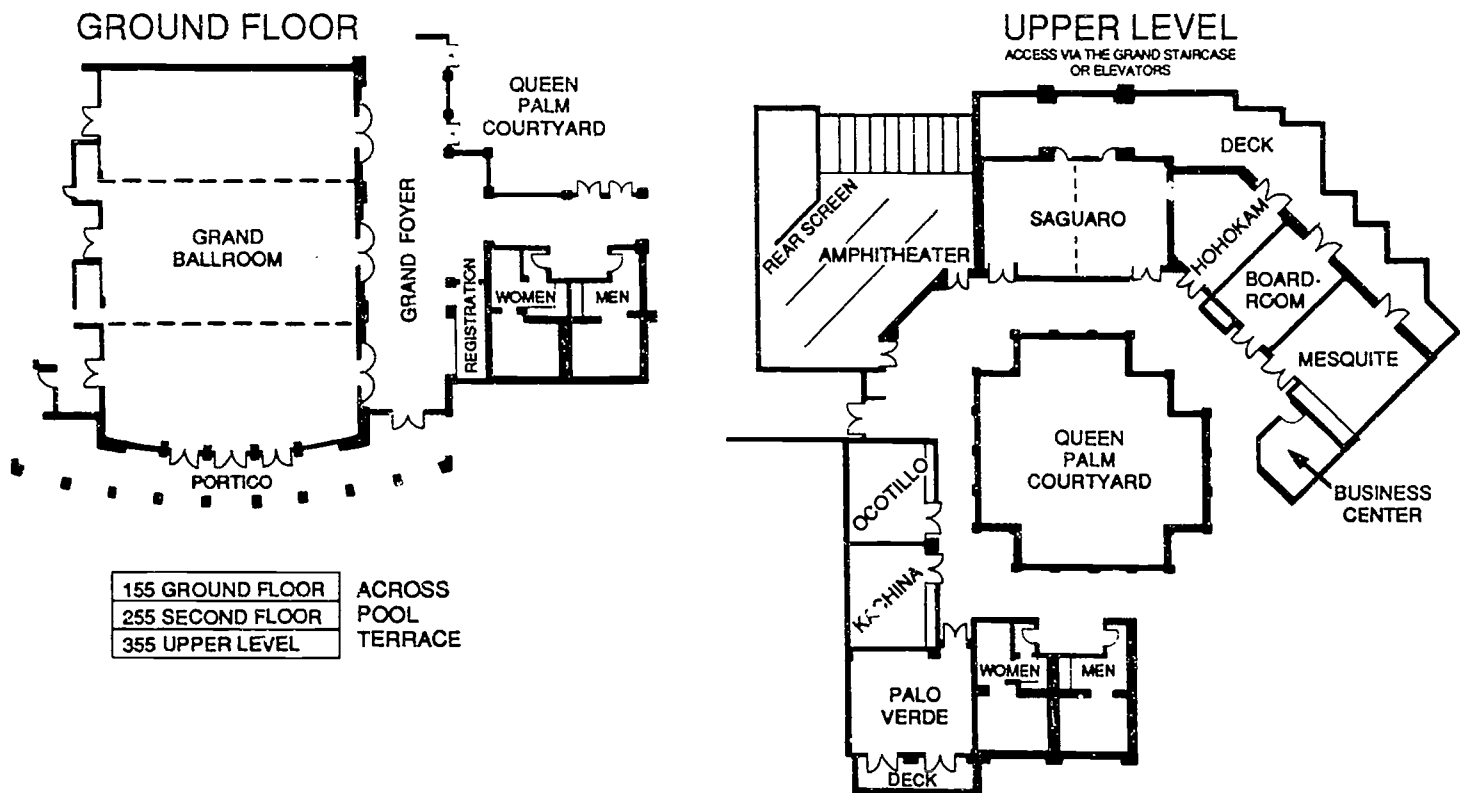 GROUND FLOOR
QUEEN
PALM
COURTYARD
GRAND
BALLROOM
GRAND FOYER
REGISTRATION
WOMEN
MEN
PORTICO
155 GROUND FLOOR
255 SECOND FLOOR
355 UPPER LEVEL
ACROSS
POOL
TERRACE
UPPER LEVEL
ACCESS VIA THE GRAND STAIRCASE
OR ELEVATORS
DECK
REAR SCREEN
AMPHITHEATER
SAGUARO
HOHOKAM
BOARD-
ROOM
MESQUITE
QUEEN
PALM
COURTYARD
BUSINESS
CENTER
OCOTILLO
KACHINA
PALO
VERDE
WOMEN
MEN
DECK